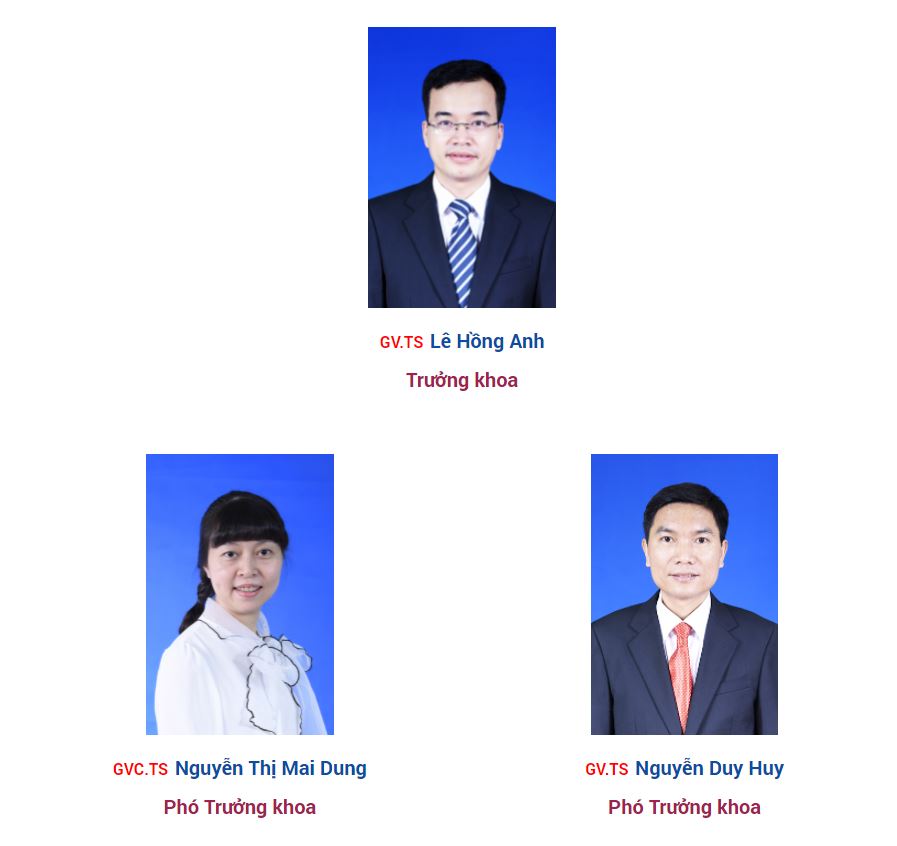 GV.TS Lê Hồng Anh
Trưởng khoa
GVC.TS Nguyễn Thị Mai Dung
Phó Trưởng khoa
GV.TS Nguyễn Duy Huy
Phó Trưởng khoa